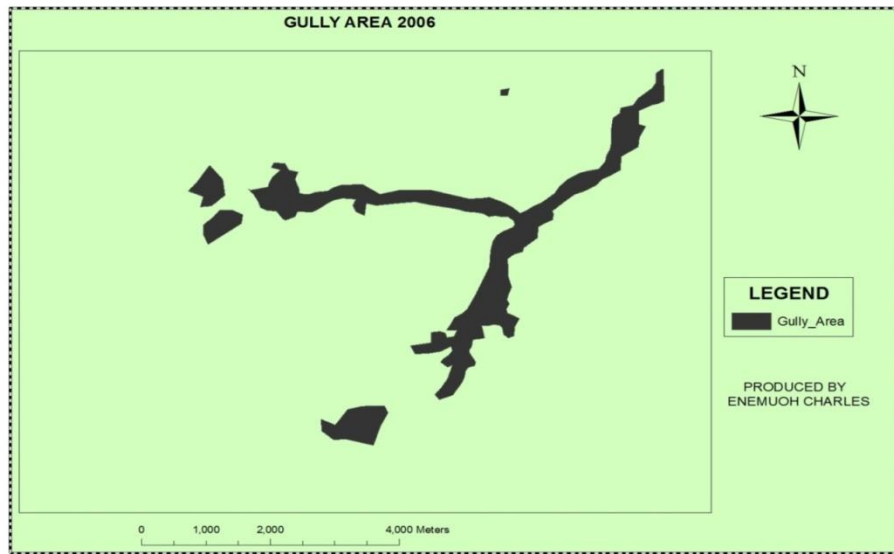 GULLY AREA 2006
N
LEGEND
Gully_Area
PRODUCED BY
ENEMUOH CHARLES
0 1,000 2,000 4,000 Meters